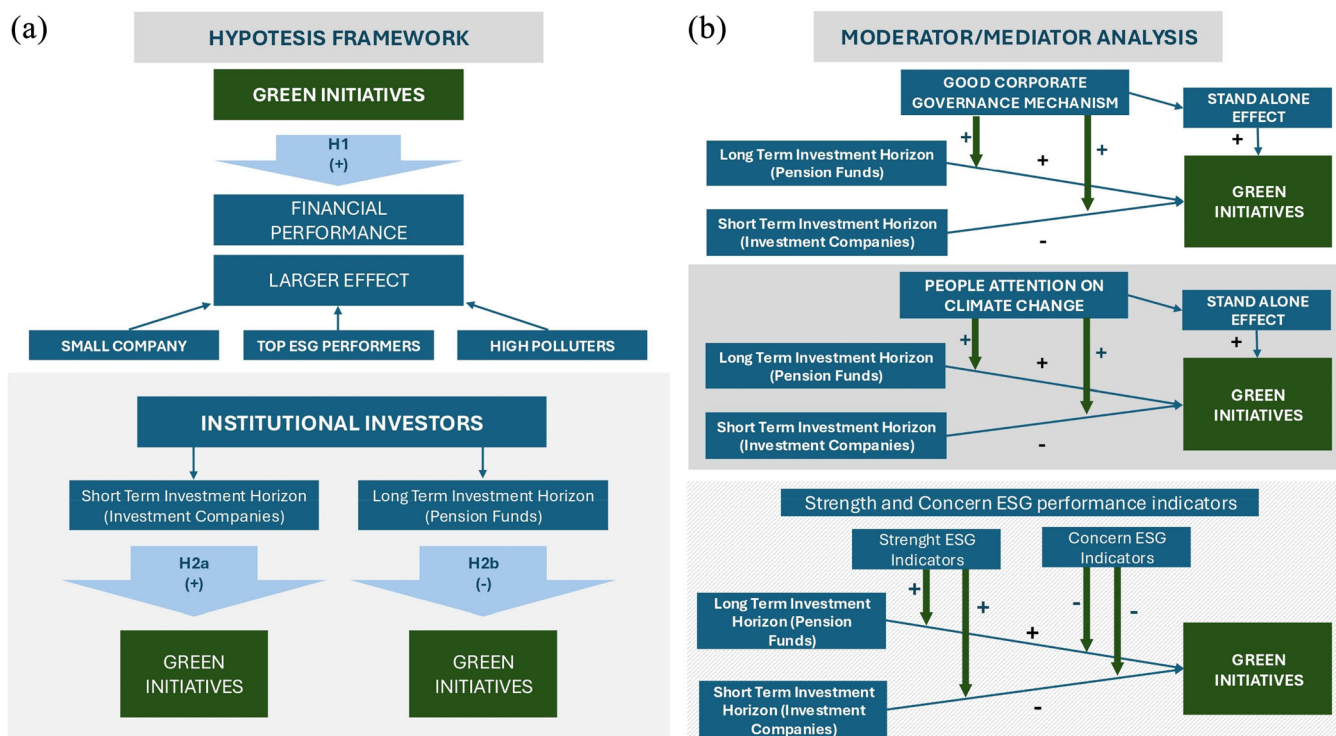 (a)
HYPOTESIS FRAMEWORK
GREEN INITIATIVES
H1
(+)
FINANCIAL
PERFORMANCE
LARGER EFFECT
SMALL COMPANY
TOP ESG PERFORMERS
HIGH POLLUTERS
INSTITUTIONAL INVESTORS
Short Term Investment Horizon
(Investment Companies)
Long Term Investment Horizon
(Pension Funds)
H2a
(+)
H2b
(-)
GREEN
INITIATIVES
GREEN
INITIATIVES
(b)
MODERATOR/MEDIATOR ANALYSIS
GOOD CORPORATE
GOVERNANCE MECHANISM
STAND ALONE
EFFECT
+
+
+
+
Long Term Investment Horizon
(Pension Funds)
Short Term Investment Horizon
(Investment Companies)
-
GREEN
INITIATIVES
PEOPLE ATTENTION ON
CLIMATE CHANGE
STAND ALONE
EFFECT
+
+
+
+
Long Term Investment Horizon
(Pension Funds)
Short Term Investment Horizon
(Investment Companies)
-
GREEN
INITIATIVES
Strength and Concern ESG performance indicators
Strenght ESG
Indicators
Concern ESG
Indicators
+
+
-
-
Long Term Investment
Horizon (Pension
Funds)
+
Short Term Investment
Horizon (Investment
Companies)
-
GREEN
INITIATIVES